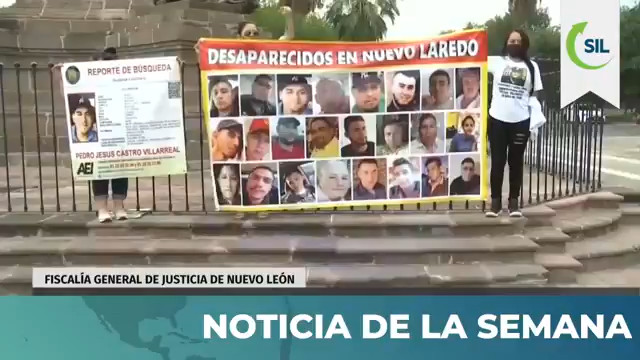 SIL
DESAPARECIDOS EN NUEVO LAREDO
REPORTE DE BÚSQUEDA
PEDRO JESUS CASTRO VILLARREAL
AEI
FISCALÍA GENERAL DE JUSTICIA DE NUEVO LEÓN
NOTICIA DE LA SEMANA